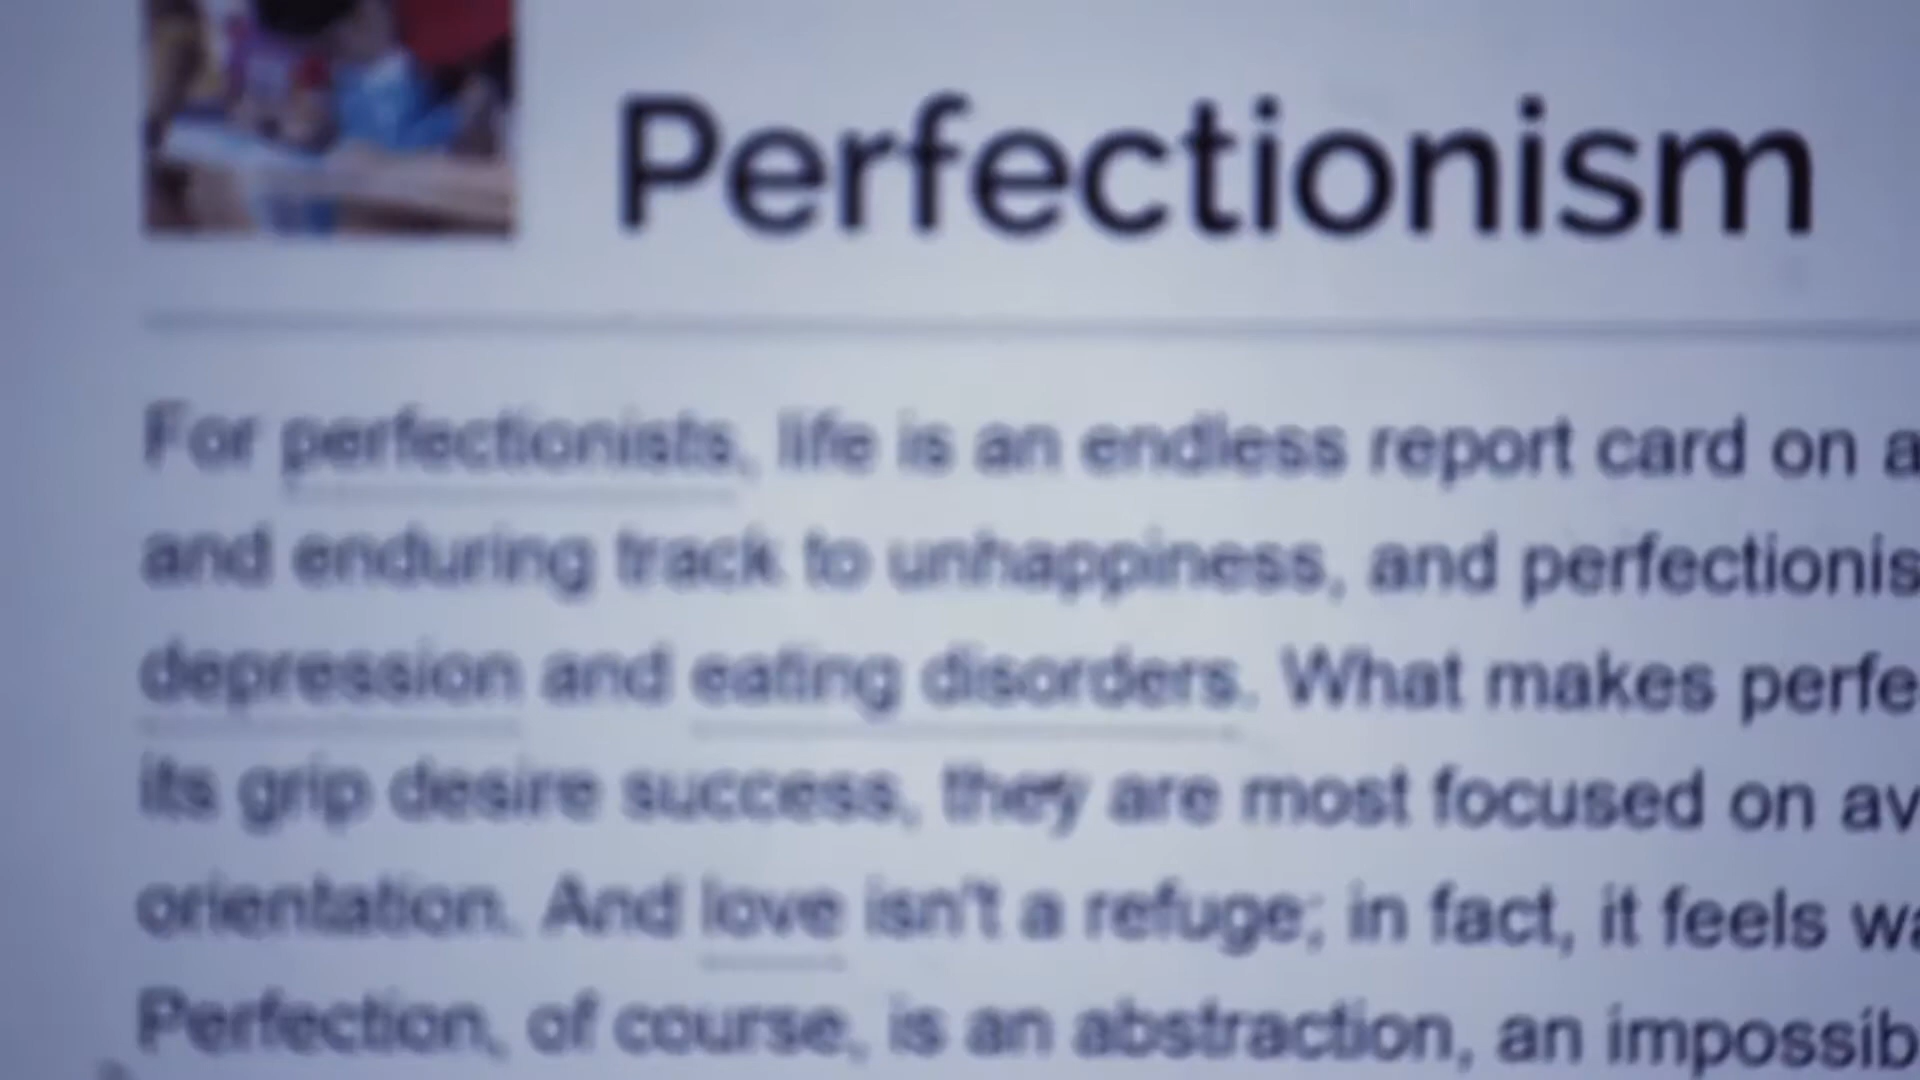 Perfectionism
For perfectionists, life is an endless report card on a
and enduring track to unhappiness, and perfectionis
depression and eating disorders. What makes perfe
its grip desire success, they are most focused on av
orientation. And love isn't a refuge; in fact, it feels wa
Perfection, of course, is an abstraction, an impossib